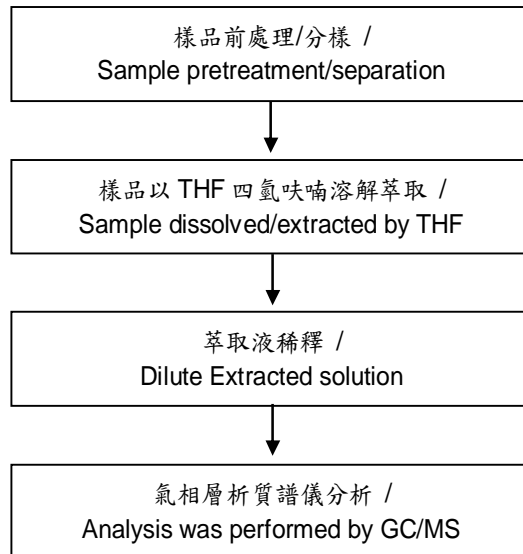 樣品前處理/分樣 /
Sample pretreatment/separation
樣品以 THF 四氫呋喃溶解萃取 /
Sample dissolved/extracted by THF
萃取液稀釋 /
Dilute Extracted solution
氣相層析質譜儀分析 /
Analysis was performed by GC/MS